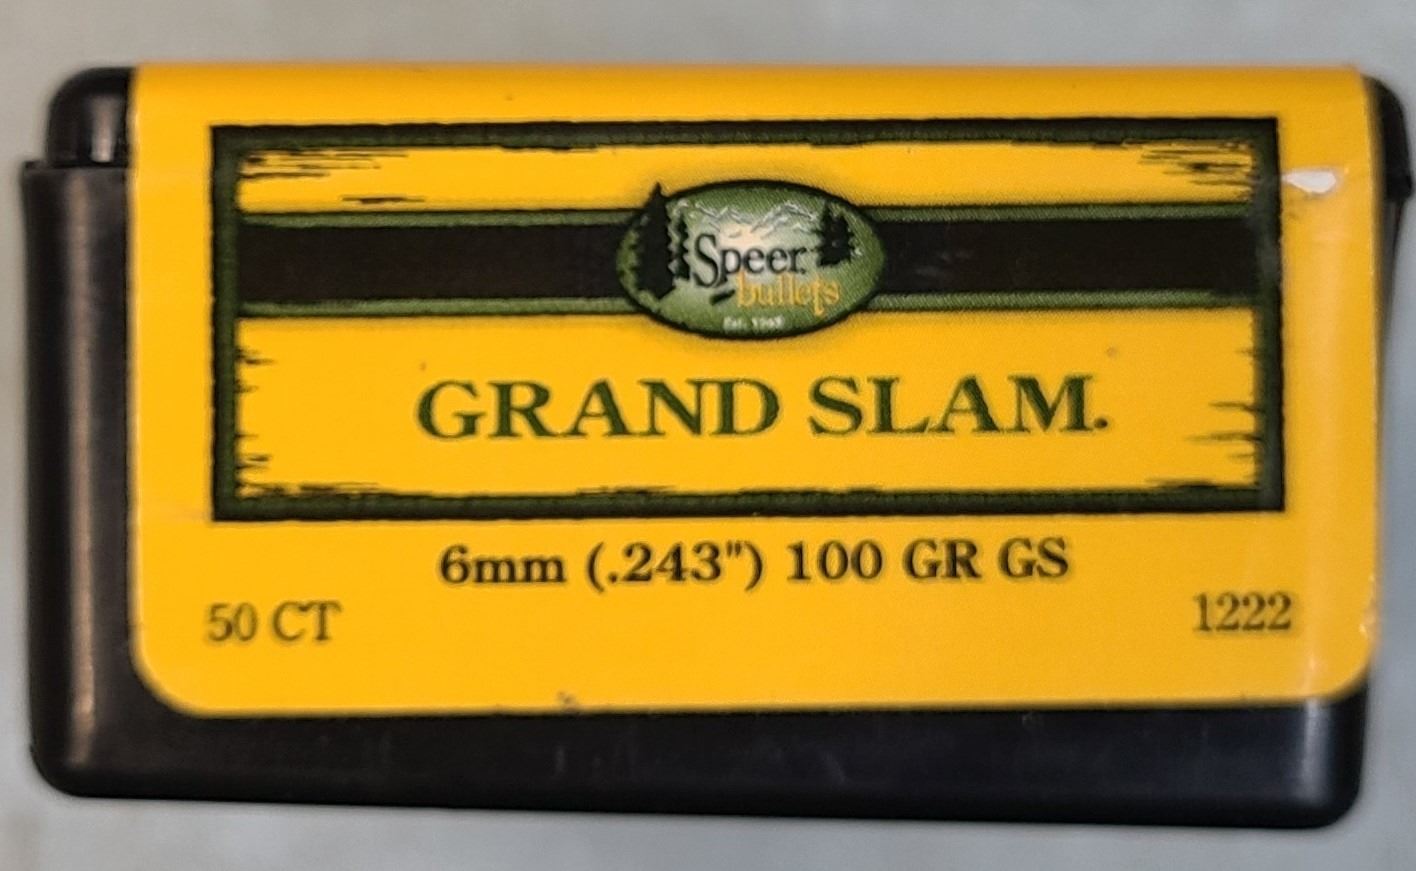 Speer
bullets
GRAND SLAM.
6mm (.243") 100 GR GS
50 CT
1222